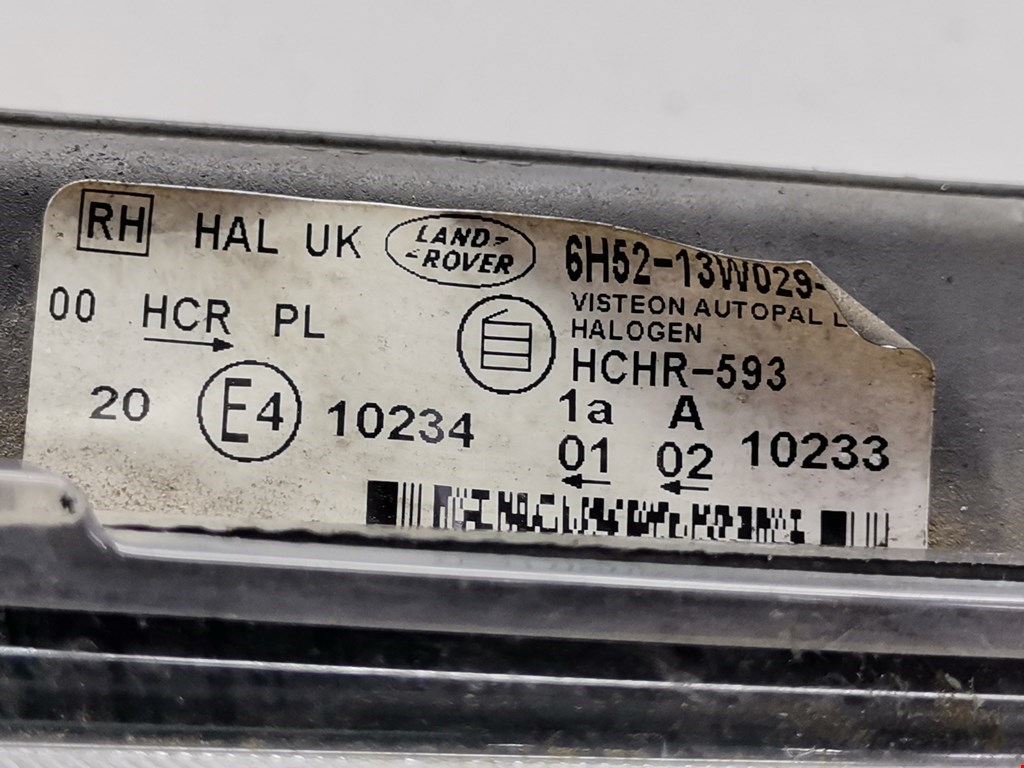 RH HAL UK LAND-ROVER 6H52-13W029-
VISTEON AUTOPAL
HALOGEN
00 HCR PL HCHR-593
20 E4 10234 1a A 10233
01 02